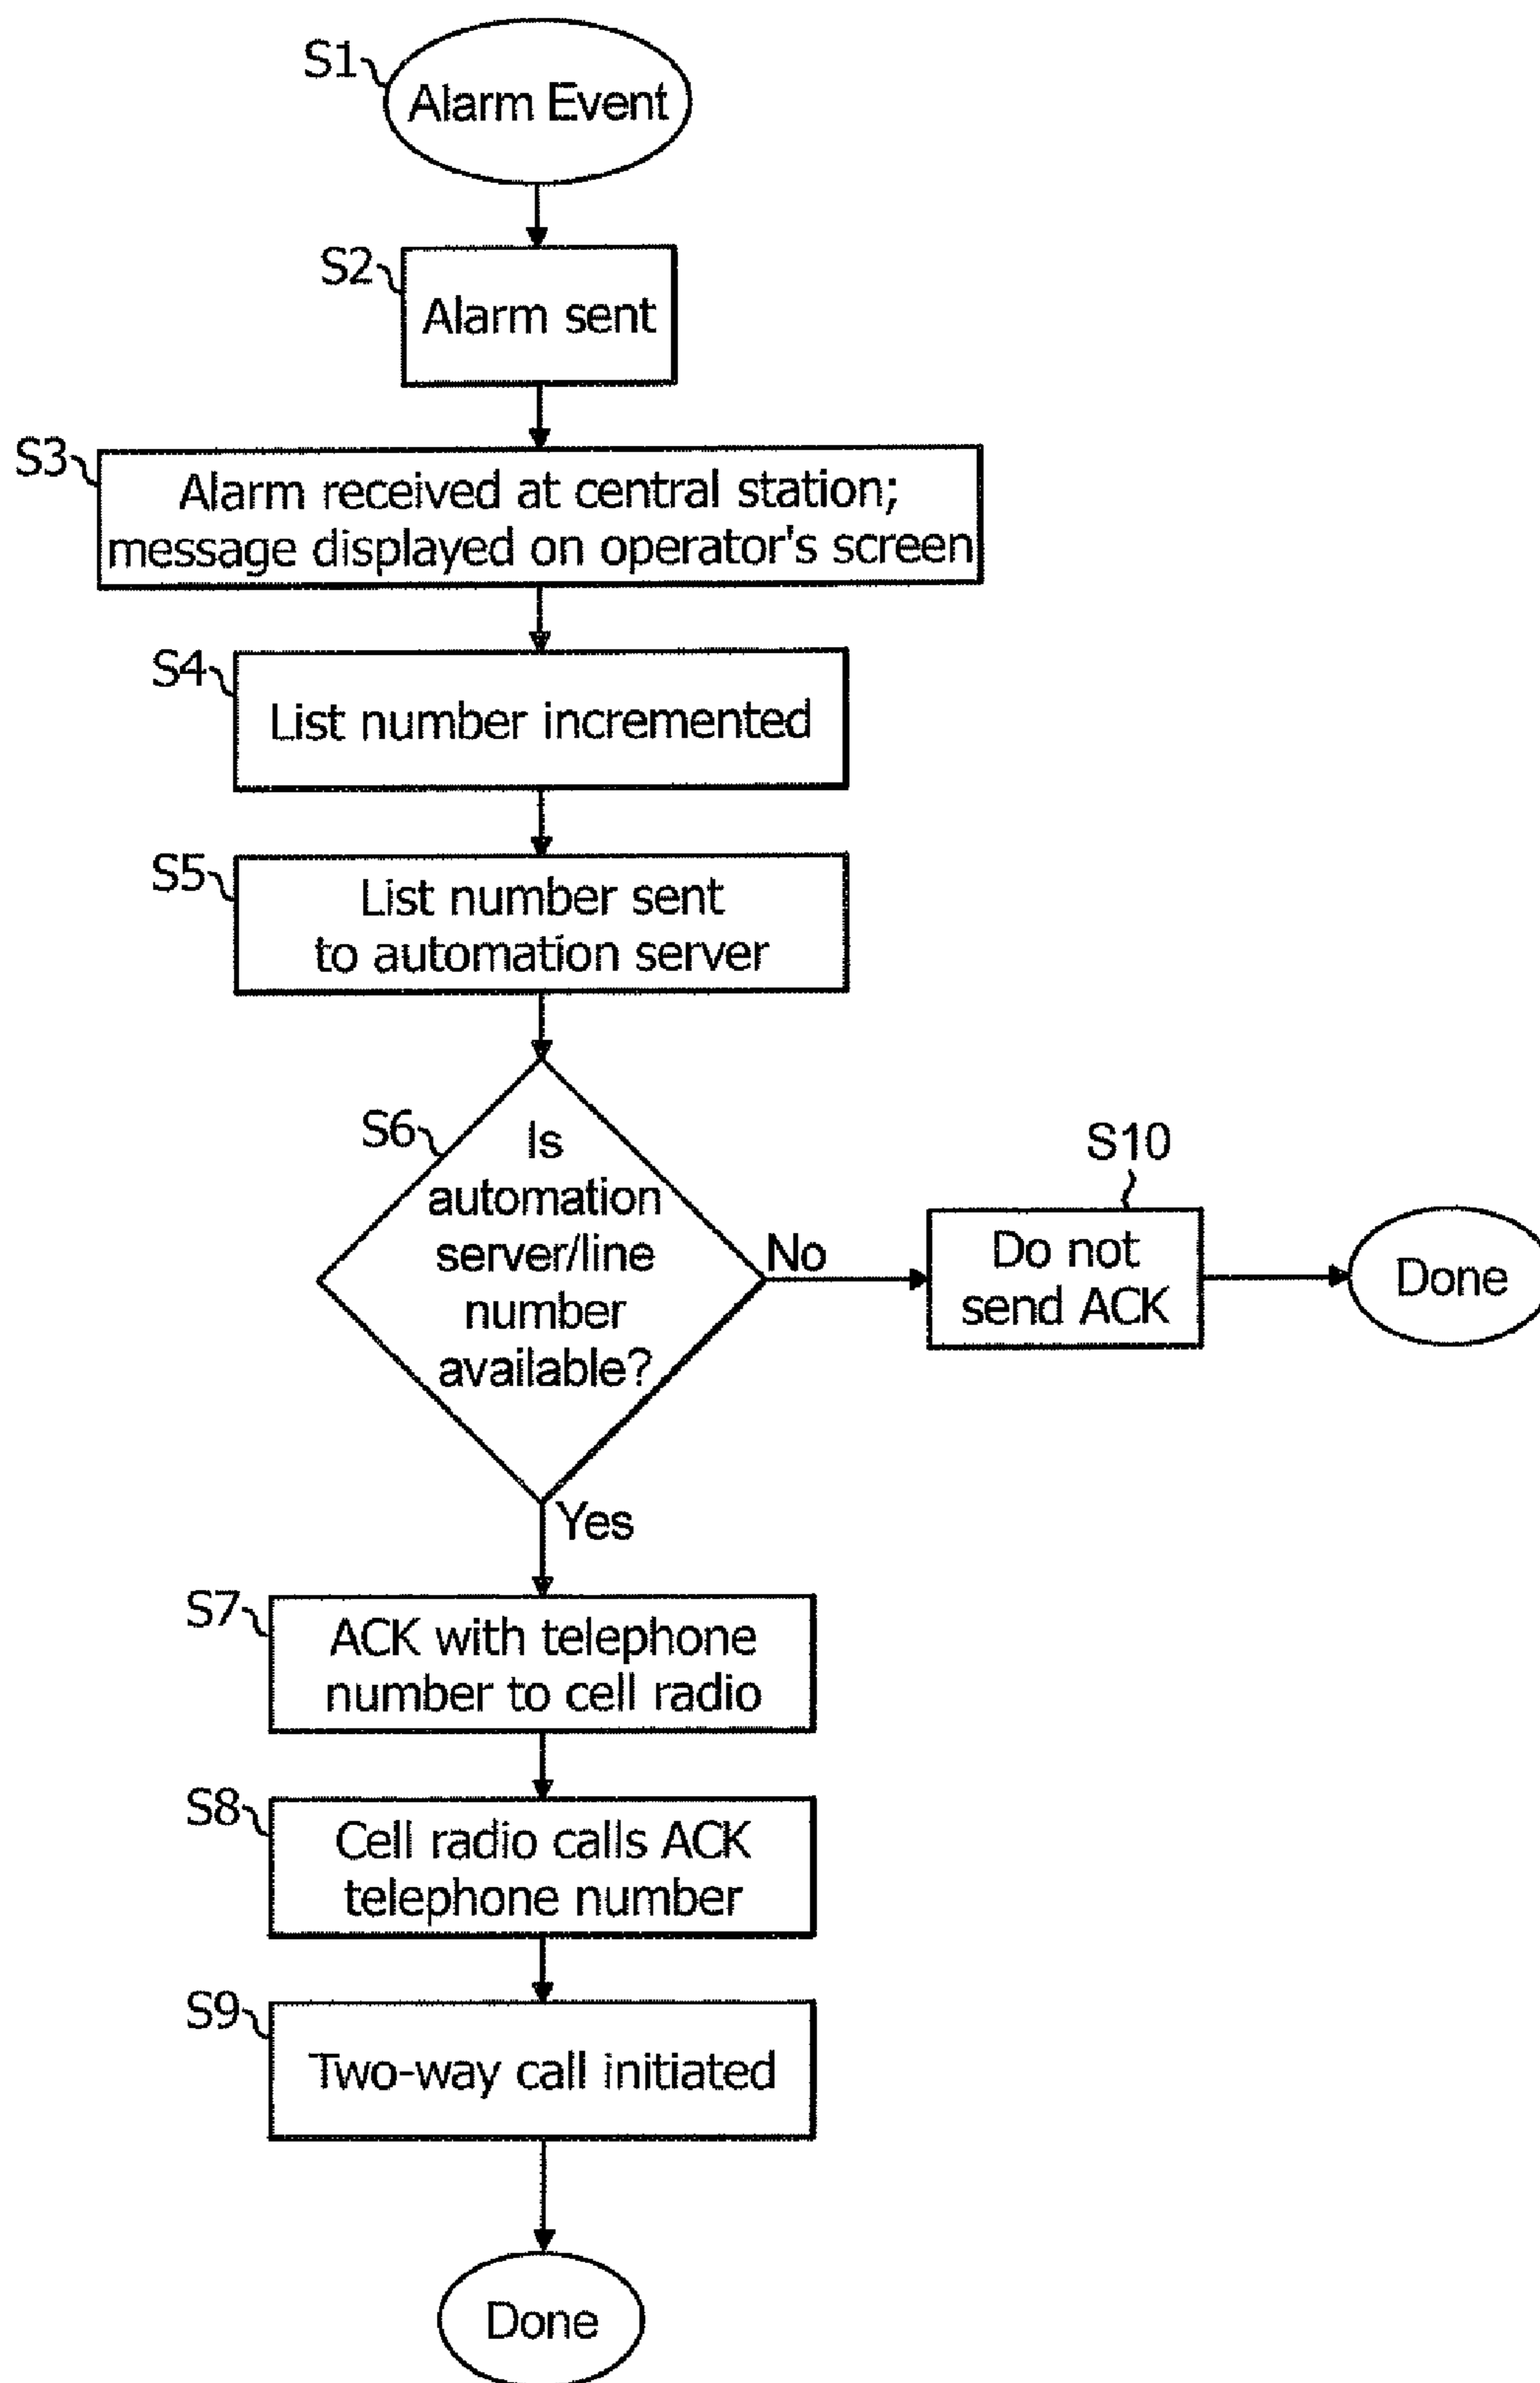 S1
Alarm Event
S2
Alarm sent
S3
Alarm received at central station;
message displayed on operator's screen
S4
List number incremented
S5
List number sent
to automation server
S6
Is
automation
server/line
number
available?
No
S10
Do not
send ACK
Done
Yes
S7
ACK with telephone
number to cell radio
S8
Cell radio calls ACK
telephone number
S9
Two-way call initiated
Done